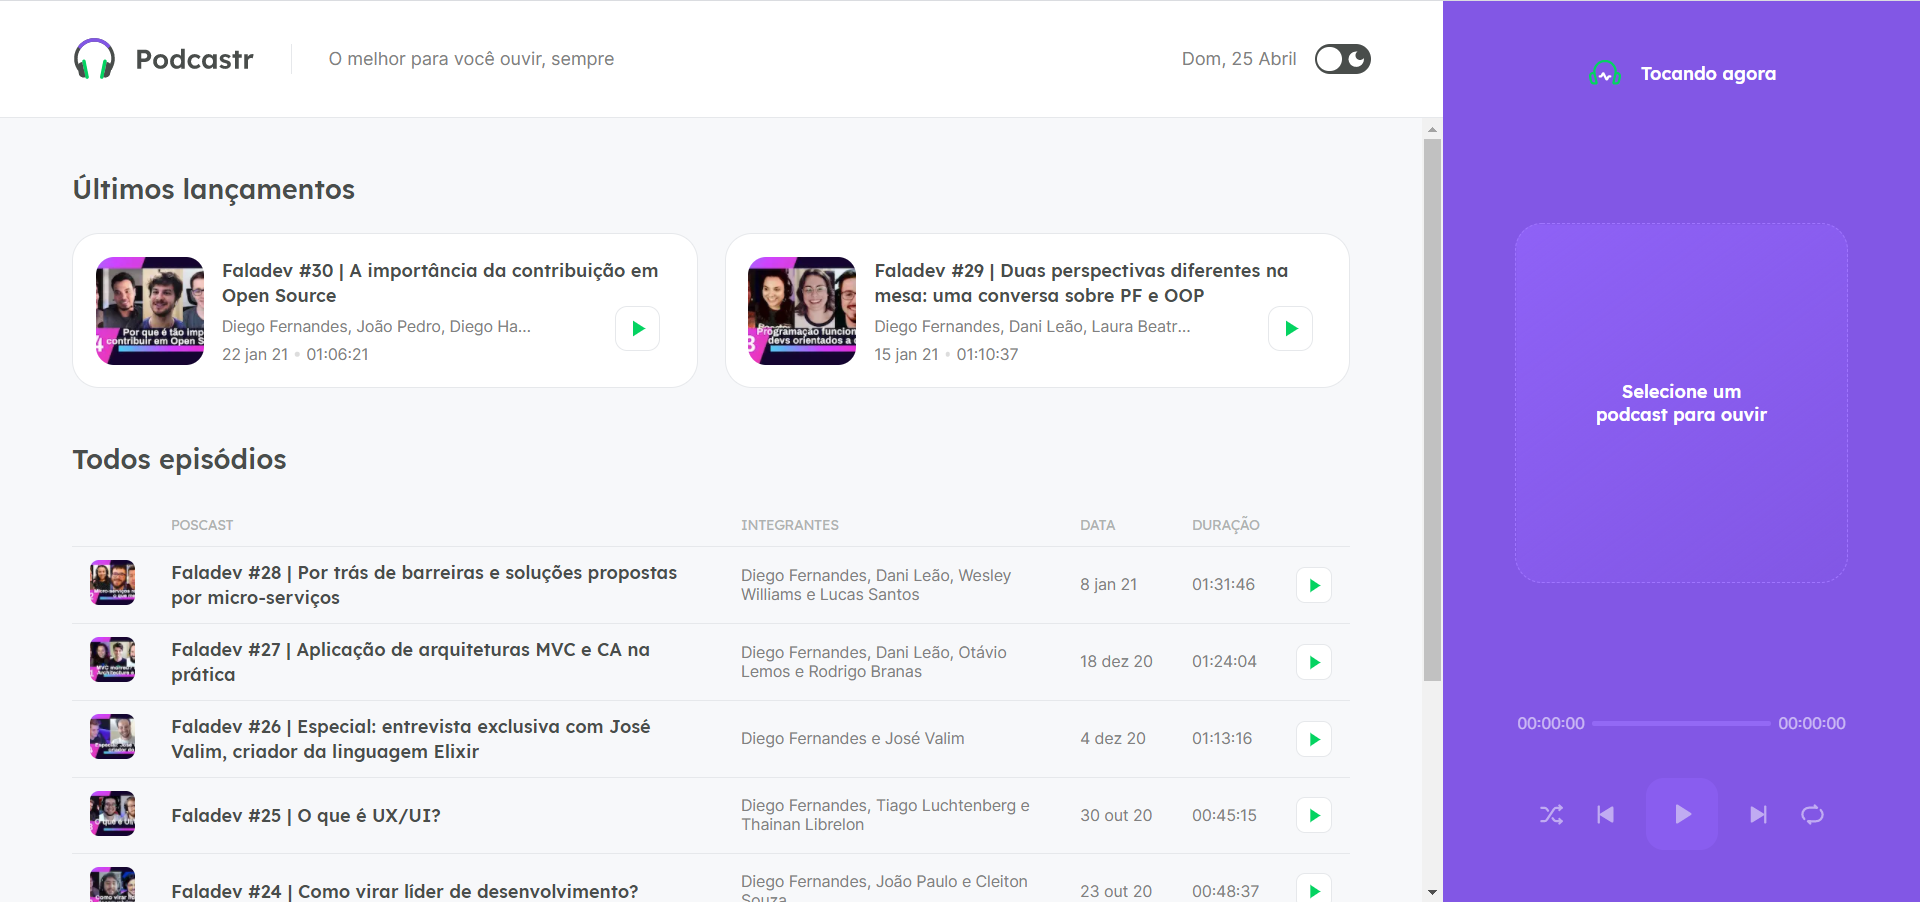 Podcastr
O melhor para você ouvir, sempre
Dom, 25 Abril
Tocando agora
Últimos lançamentos
Por que é tão imp
contribuir em Open S
Faladev #30 | A importância da contribuição em
Open Source
Diego Fernandes, João Pedro, Diego Ha...
22 jan 21 • 01:06:21
Programação funcion
devs orientados a
Faladev #29 | Duas perspectivas diferentes na
mesa: uma conversa sobre PF e OOP
Diego Fernandes, Dani Leão, Laura Beatr...
15 jan 21 • 01:10:37
Selecione um
podcast para ouvir
Todos episódios
POSCAST INTEGRANTES DATA DURAÇÃO
Faladev #28 | Por trás de barreiras e soluções propostas
por micro-serviços
Diego Fernandes, Dani Leão, Wesley
Williams e Lucas Santos
8 jan 21
01:31:46
Faladev #27 | Aplicação de arquiteturas MVC e CA na
prática
Diego Fernandes, Dani Leão, Otávio
Lemos e Rodrigo Branas
18 dez 20
01:24:04
Faladev #26 | Especial: entrevista exclusiva com José
Valim, criador da linguagem Elixir
Diego Fernandes e José Valim
4 dez 20
01:13:16
Faladev #25 | O que é UX/UI?
Diego Fernandes, Tiago Luchtenberg e
Thainan Librelon
30 out 20
00:45:15
Faladev #24 | Como virar líder de desenvolvimento?
Diego Fernandes, João Paulo e Cleiton
Souza
23 out 20
00:48:37
00:00:00
00:00:00